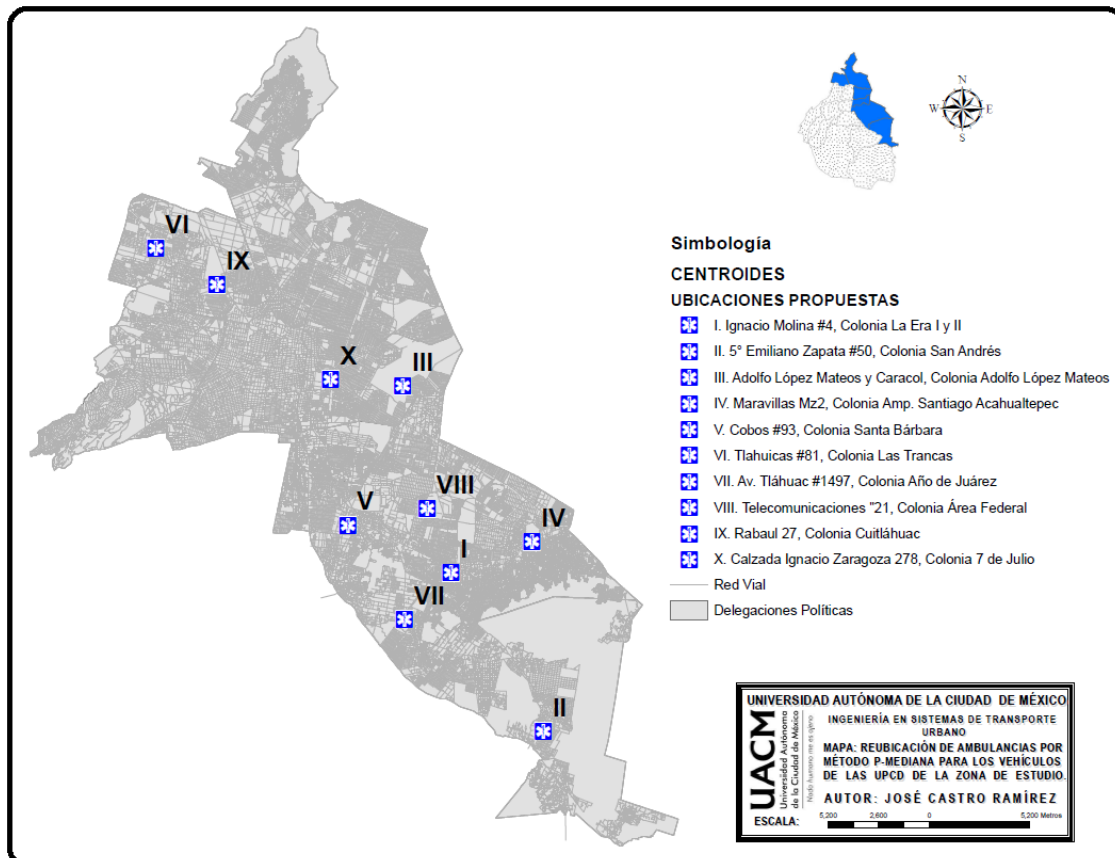 N
W
E
S
VI
IX
X
III
VIII
V
IV
I
VII
II
Simbología
CENTROIDES
UBICACIONES PROPUESTAS
I. Ignacio Molina #4, Colonia La Era I y II
II. 5° Emiliano Zapata #50, Colonia San Andrés
III. Adolfo López Mateos y Caracol, Colonia Adolfo López Mateos
IV. Maravillas Mz2, Colonia Amp. Santiago Acahualtepec
V. Cobos #93, Colonia Santa Bárbara
VI. Tlahuicas #81, Colonia Las Trancas
VII. Av. Tláhuac #1497, Colonia Año de Juárez
VIII. Telecomunicaciones "21, Colonia Área Federal
IX. Rabaul 27, Colonia Cuitláhuac
X. Calzada Ignacio Zaragoza 278, Colonia 7 de Julio
Red Vial
Delegaciones Políticas
UNIVERSIDAD AUTÓNOMA DE LA CIUDAD DE MÉXICO
UACM
Universidad Autónoma
de la Ciudad de México
Nada humano me es ajeno
INGENIERÍA EN SISTEMAS DE TRANSPORTE
URBANO
MAPA: REUBICACIÓN DE AMBULANCIAS POR
MÉTODO P-MEDIANA PARA LOS VEHÍCULOS
DE LAS UPCD DE LA ZONA DE ESTUDIO.
AUTOR: JOSÉ CASTRO RAMÍREZ
ESCALA:
5,200 2,600 0 5,200 Metros